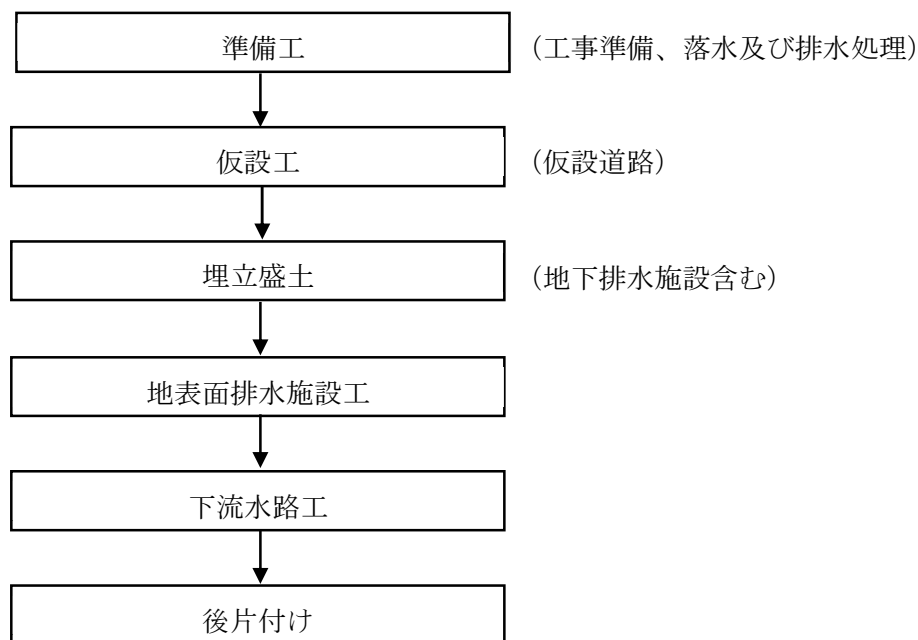 準備工 （工事準備、落水及び排水処理）
仮設工 （仮設道路）
埋立盛土 （地下排水施設含む）
地表面排水施設工
下流水路工
後片付け